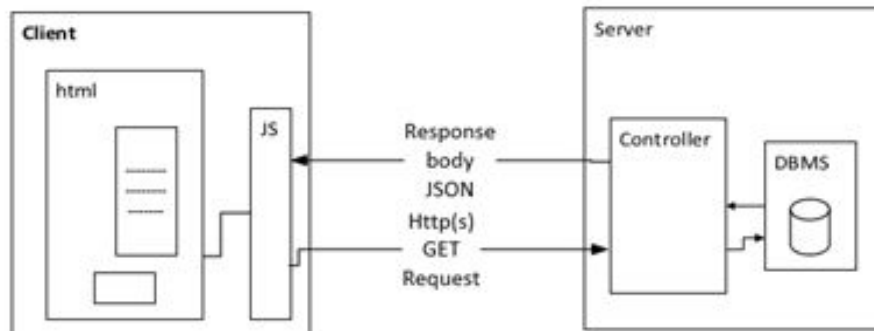 Client
html
JS
Response
body
JSON
Http(s)
GET
Request
Server
Controller
DBMS